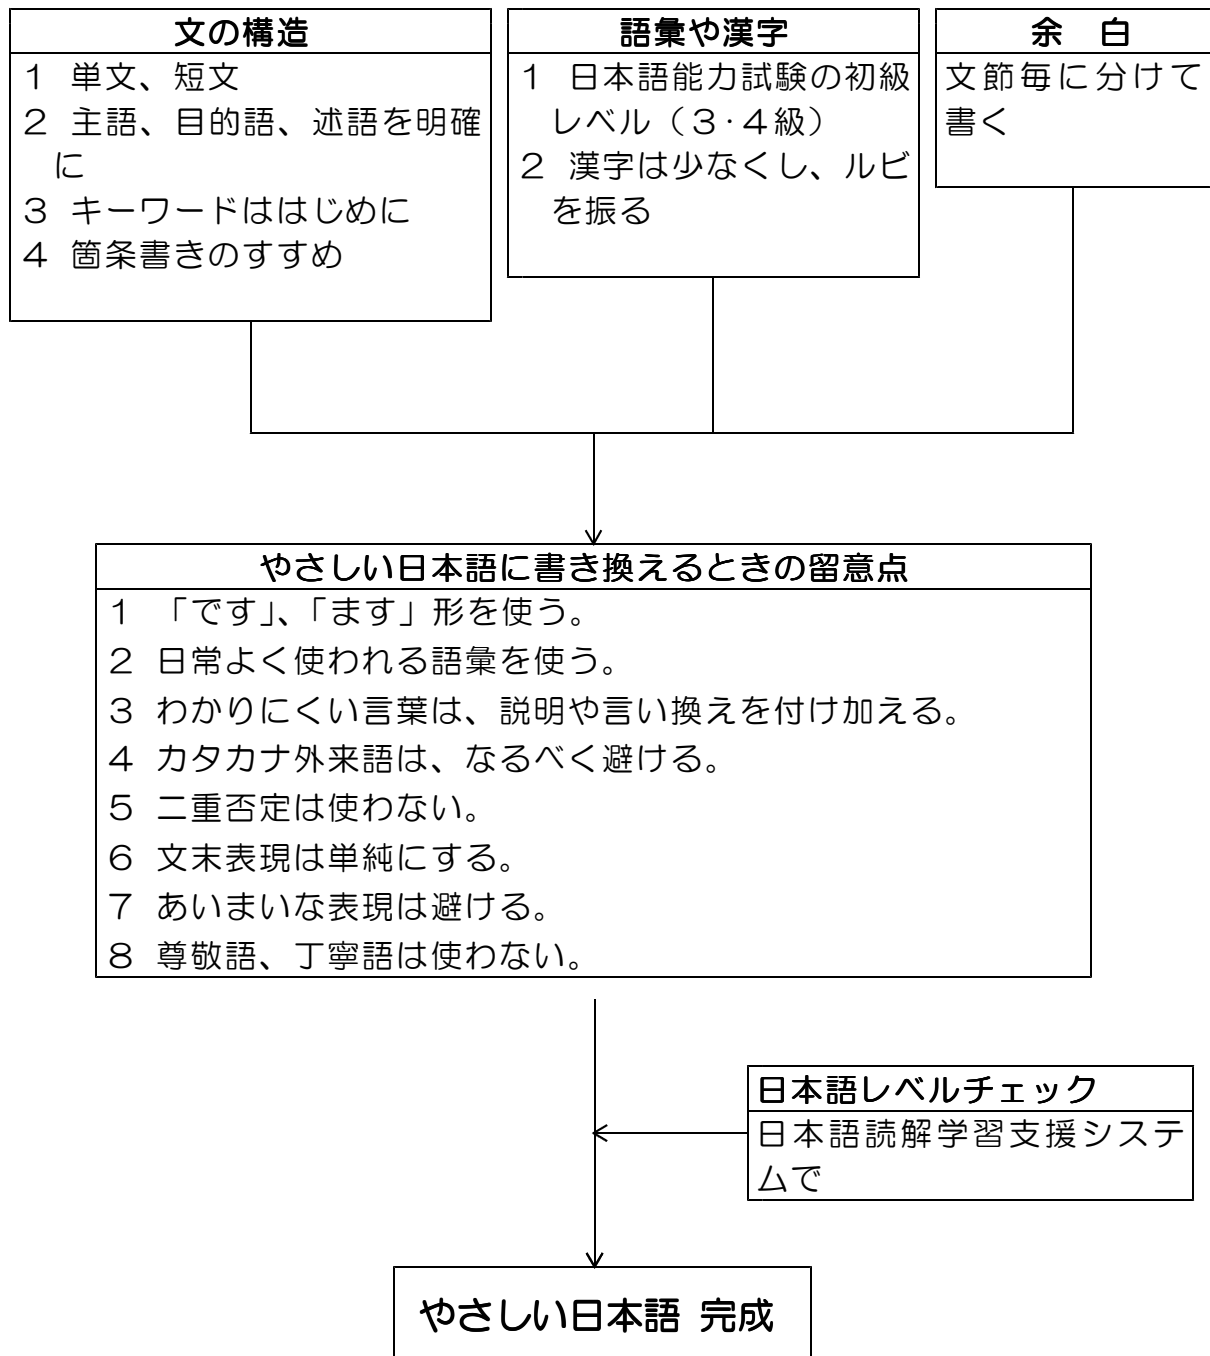 文の構造
１ 単文、短文
２ 主語、目的語、述語を明確
に
３ キーワードははじめに
４ 箇条書きのすすめ
語彙や漢字
１ 日本語能力試験の初級
レベル（３･４級）
２ 漢字は少なくし、ルビ
を振る
余　白
文節毎に分けて
書く
やさしい日本語に書き換えるときの留意点
１ 「です」、「ます」形を使う。
２ 日常よく使われる語彙を使う。
３ わかりにくい言葉は、説明や言い換えを付け加える。
４ カタカナ外来語は、なるべく避ける。
５ 二重否定は使わない。
６ 文末表現は単純にする。
７ あいまいな表現は避ける。
８ 尊敬語、丁寧語は使わない。
日本語レベルチェック
日本語読解学習支援システ
ムで
やさしい日本語 完成